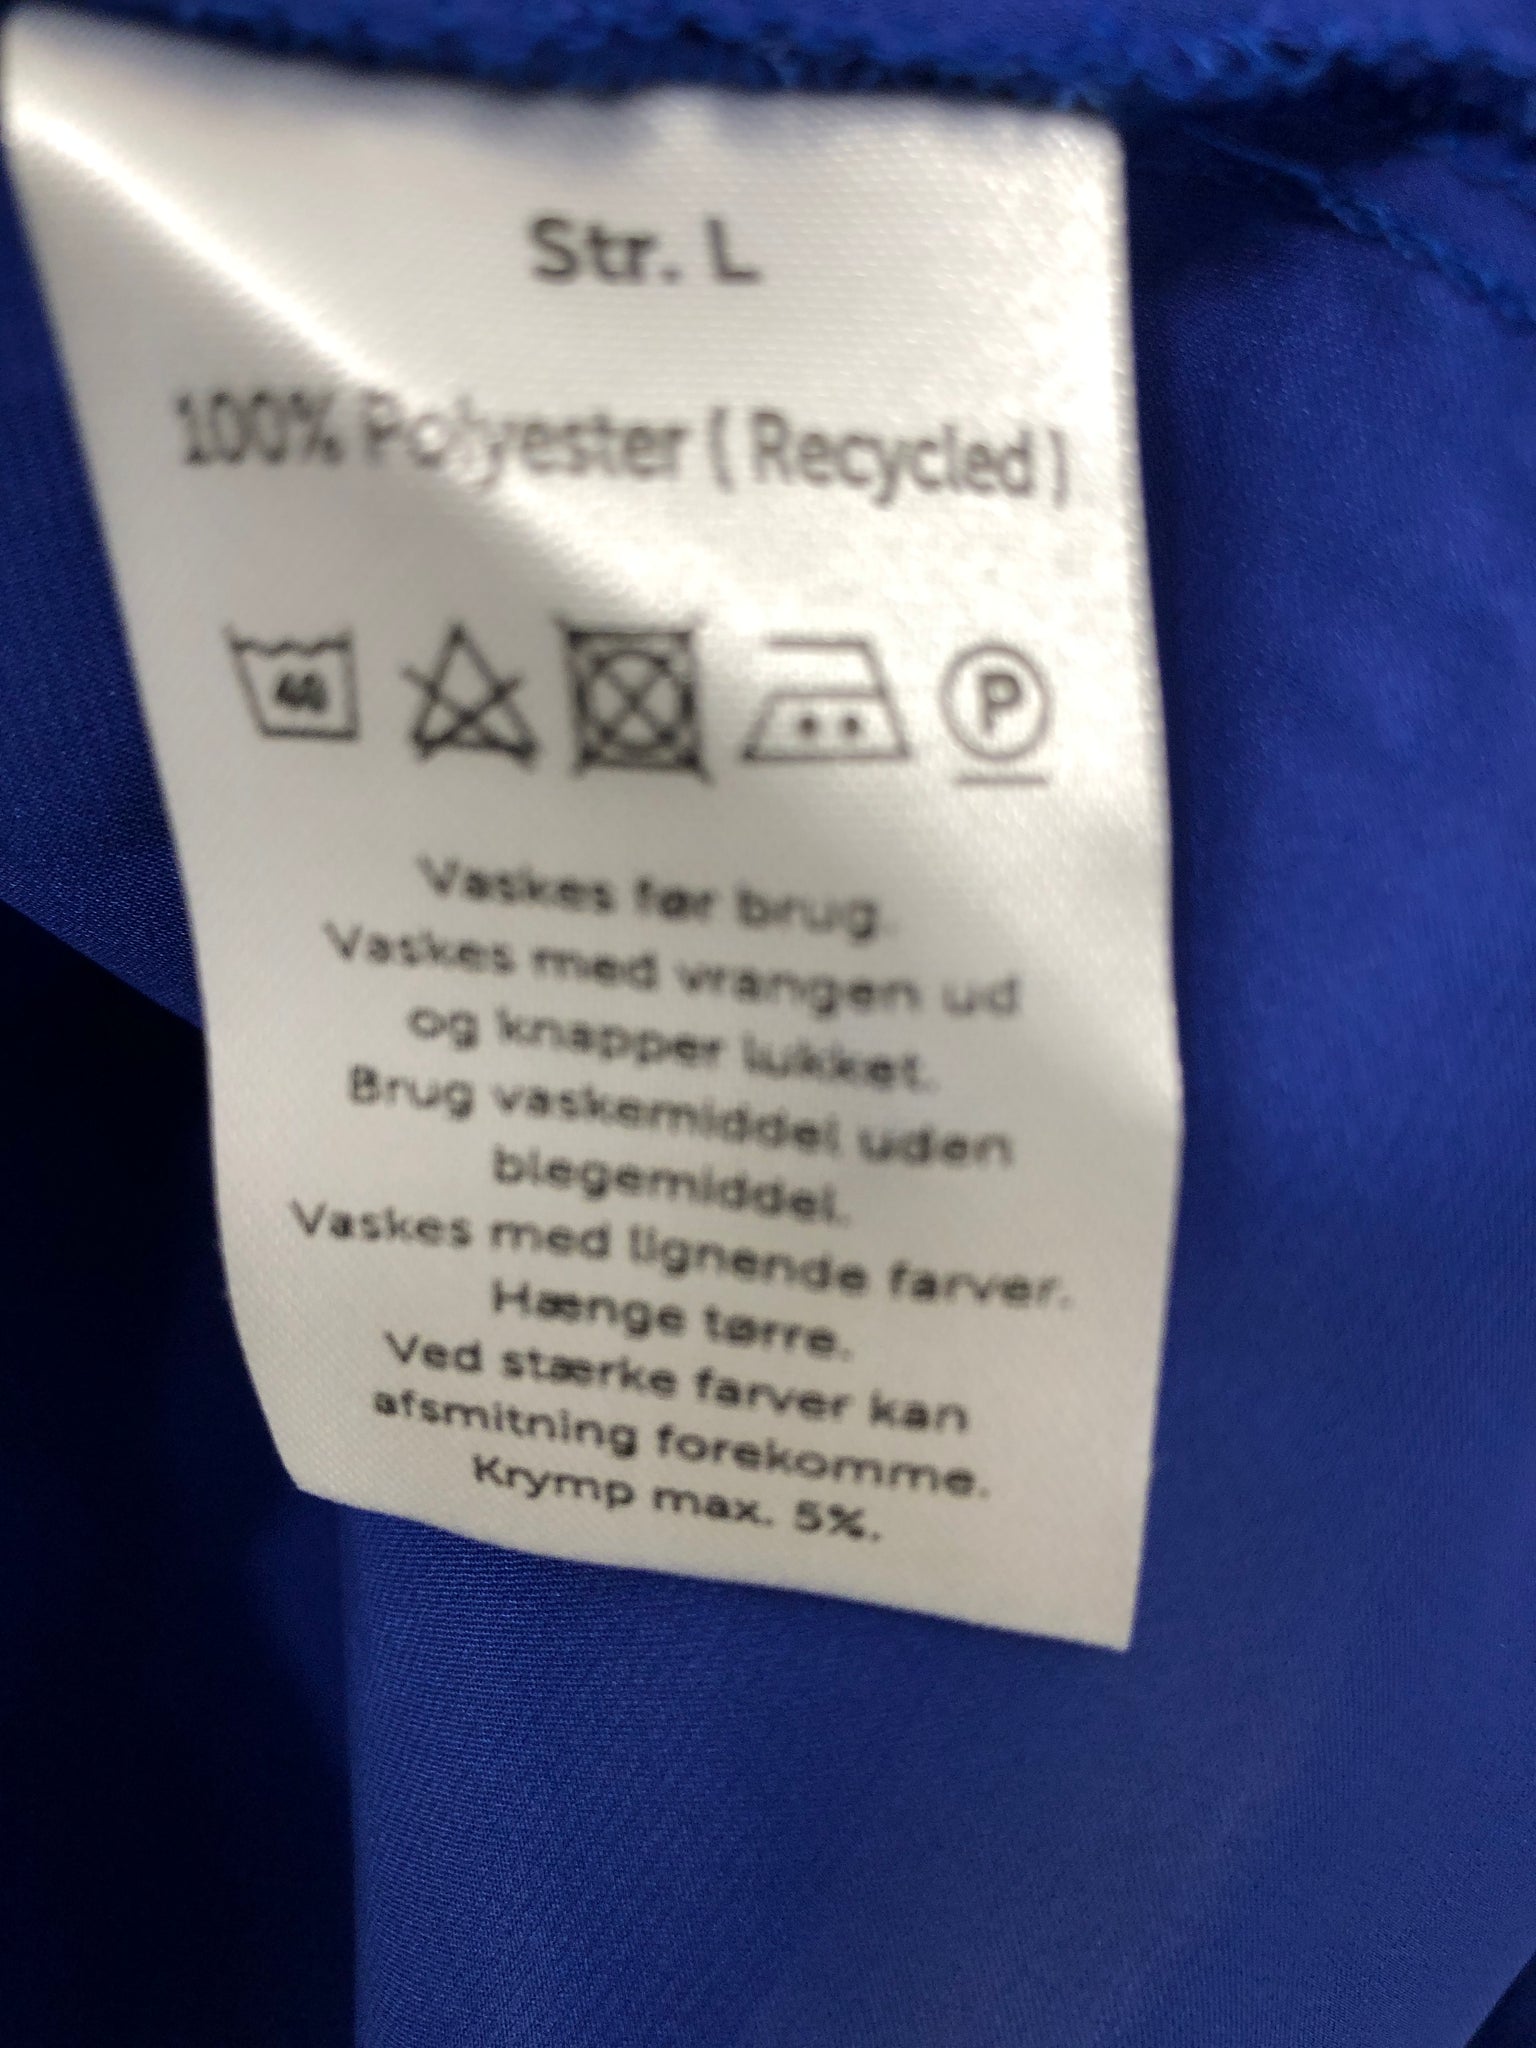 Str. L
100% Polyester ( Recycled )
40
P
Vaskes før brug.
Vaskes med vrangen ud
og knapper lukket.
Brug vaskemiddel uden
blegemiddel.
Vaskes med lignende farver.
Hænge tørre.
Ved stærke farver kan
afsmitning forekomme.
Krymp max. 5%.